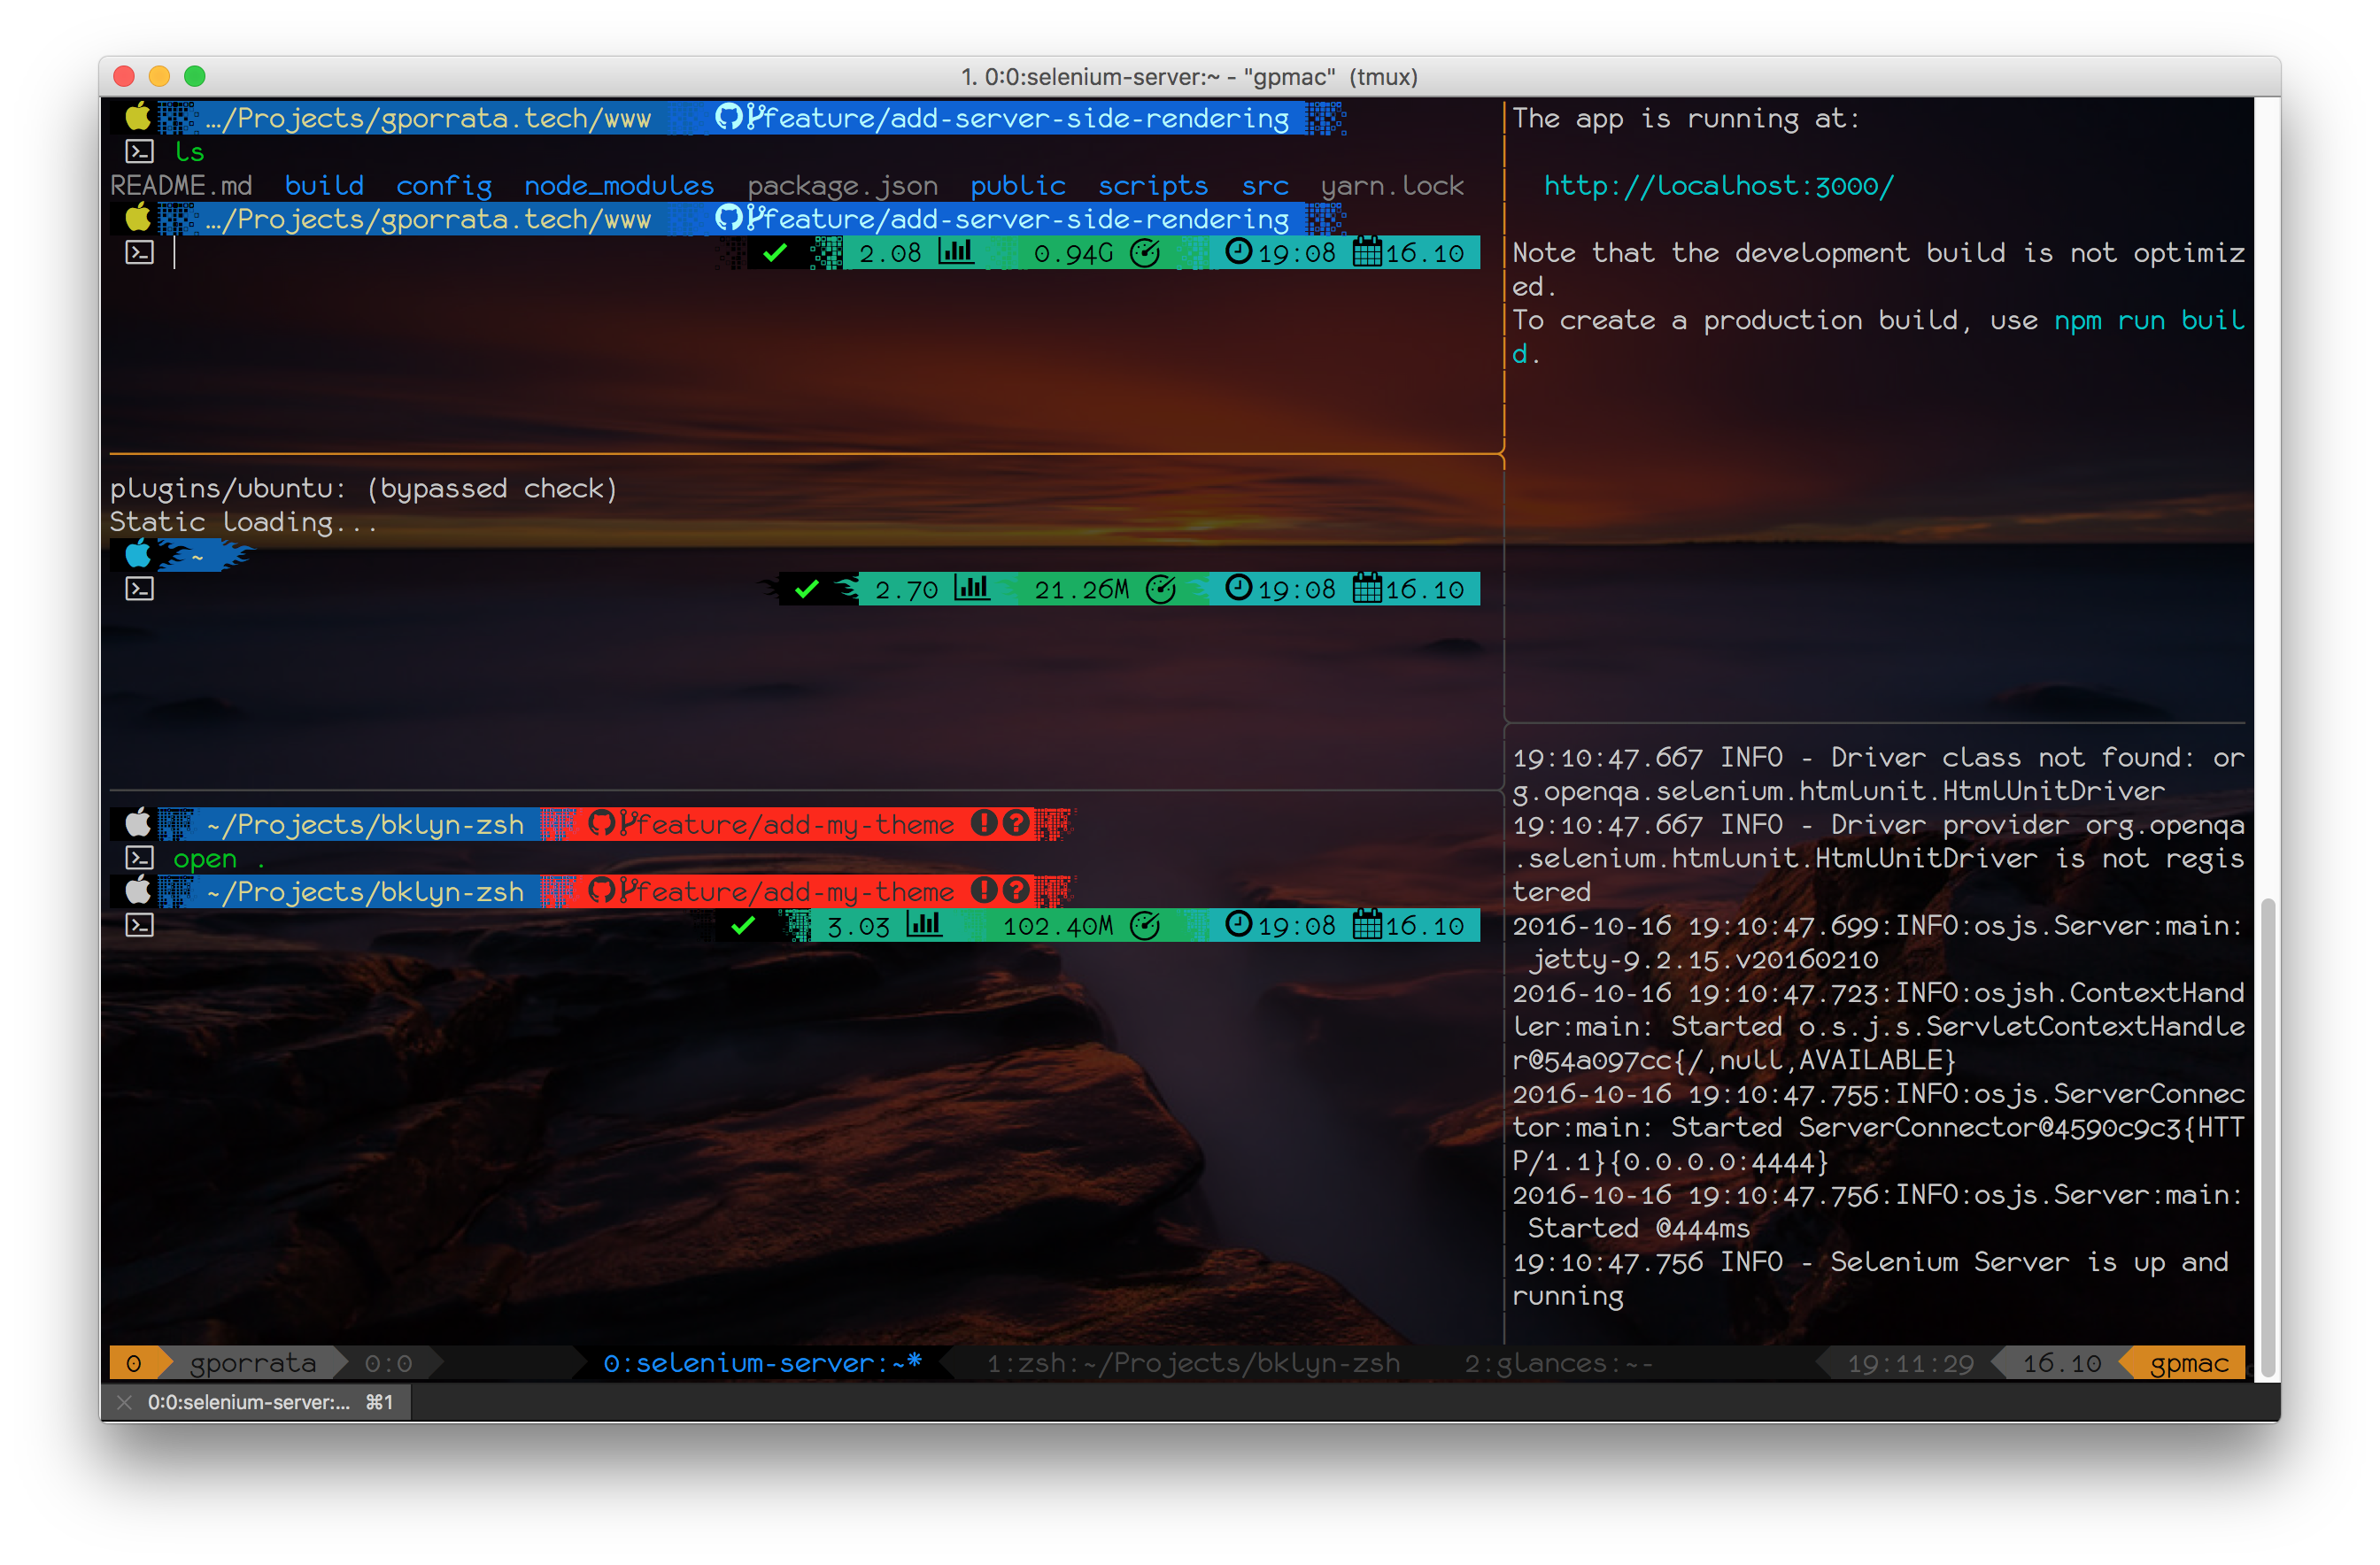 1. 0:0:selenium-server:~ - "gpmac" (tmux)
…/Projects/gporrata.tech/www feature/add-server-side-rendering
ls
README.md build config node_modules package.json public scripts src yarn.lock
…/Projects/gporrata.tech/www feature/add-server-side-rendering
2.08 0.94G 19:08 16.10
plugins/ubuntu: (bypassed check)
Static loading...
~
2.70 21.26M 19:08 16.10
~/Projects/bklyn-zsh feature/add-my-theme
open .
~/Projects/bklyn-zsh feature/add-my-theme
3.03 102.40M 19:08 16.10
The app is running at:
http://localhost:3000/
Note that the development build is not optimiz
ed.
To create a production build, use npm run buil
d.
19:10:47.667 INFO - Driver class not found: or
g.openqa.selenium.htmlunit.HtmlUnitDriver
19:10:47.667 INFO - Driver provider org.openqa
.selenium.htmlunit.HtmlUnitDriver is not regis
tered
2016-10-16 19:10:47.699:INFO:osjs.Server:main:
jetty-9.2.15.v20160210
2016-10-16 19:10:47.723:INFO:osjsh.ContextHand
ler:main: Started o.s.j.s.ServletContextHandle
r@54a097cc{/,null,AVAILABLE}
2016-10-16 19:10:47.755:INFO:osjs.ServerConnec
tor:main: Started ServerConnector@4590c9c3{HTT
P/1.1}{0.0.0.0:4444}
2016-10-16 19:10:47.756:INFO:osjs.Server:main:
Started @444ms
19:10:47.756 INFO - Selenium Server is up and
running
0 gporrata 0:0 0:selenium-server:~* 1:zsh:~/Projects/bklyn-zsh 2:glances:~- 19:11:29 16.10 gpmac
0:0:selenium-server:... ⌘1